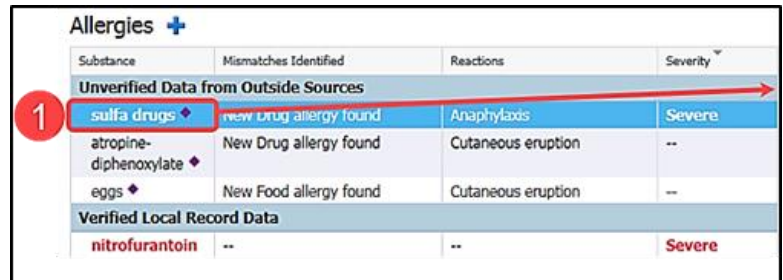 Allergies
Substance Mismatches Identified Reactions Severity
Unverified Data from Outside Sources
1 sulfa drugs New Drug allergy found Anaphylaxis Severe
atropine- New Drug allergy found Cutaneous eruption --
diphenoxylate
eggs New Food allergy found Cutaneous eruption --
Verified Local Record Data
nitrofurantoin -- -- Severe